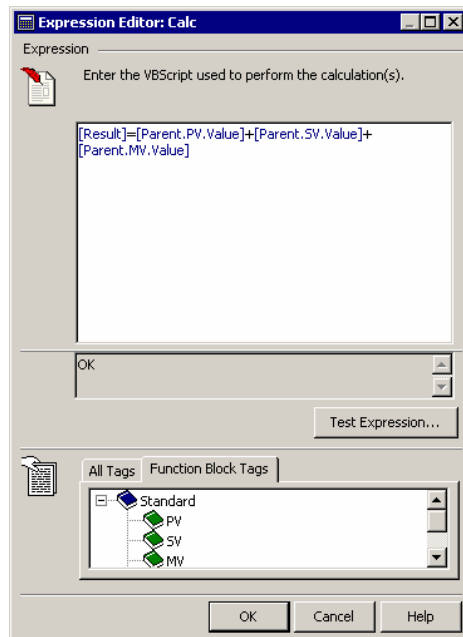 Expression Editor: Calc
Expression
Enter the VBScript used to perform the calculation(s).
[Result]=[Parent.PV.Value]+[Parent.SV.Value]+
[Parent.MV.Value]
OK
Test Expression...
All Tags Function Block Tags
Standard
PV
SV
MV
OK Cancel Help